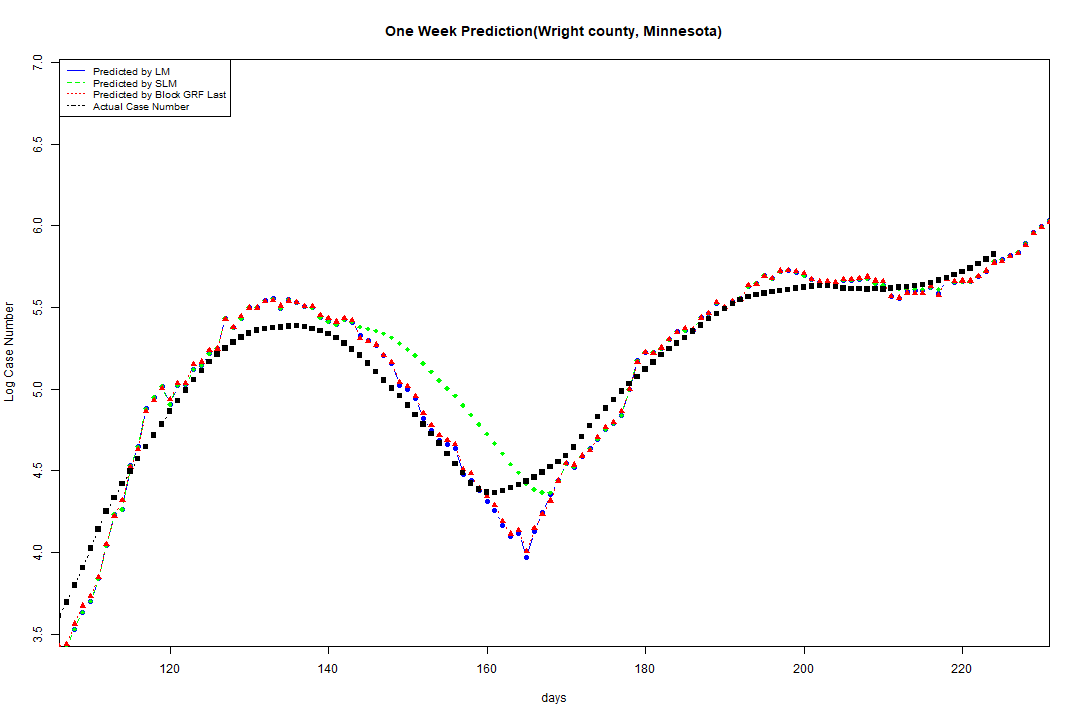 One Week Prediction(Wright county, Minnesota)
Predicted by LM
Predicted by SLM
Predicted by Block GRF Last
Actual Case Number
7.0
6.5
6.0
5.5
5.0
4.5
4.0
3.5
Log Case Number
120 140 160 180 200 220
days